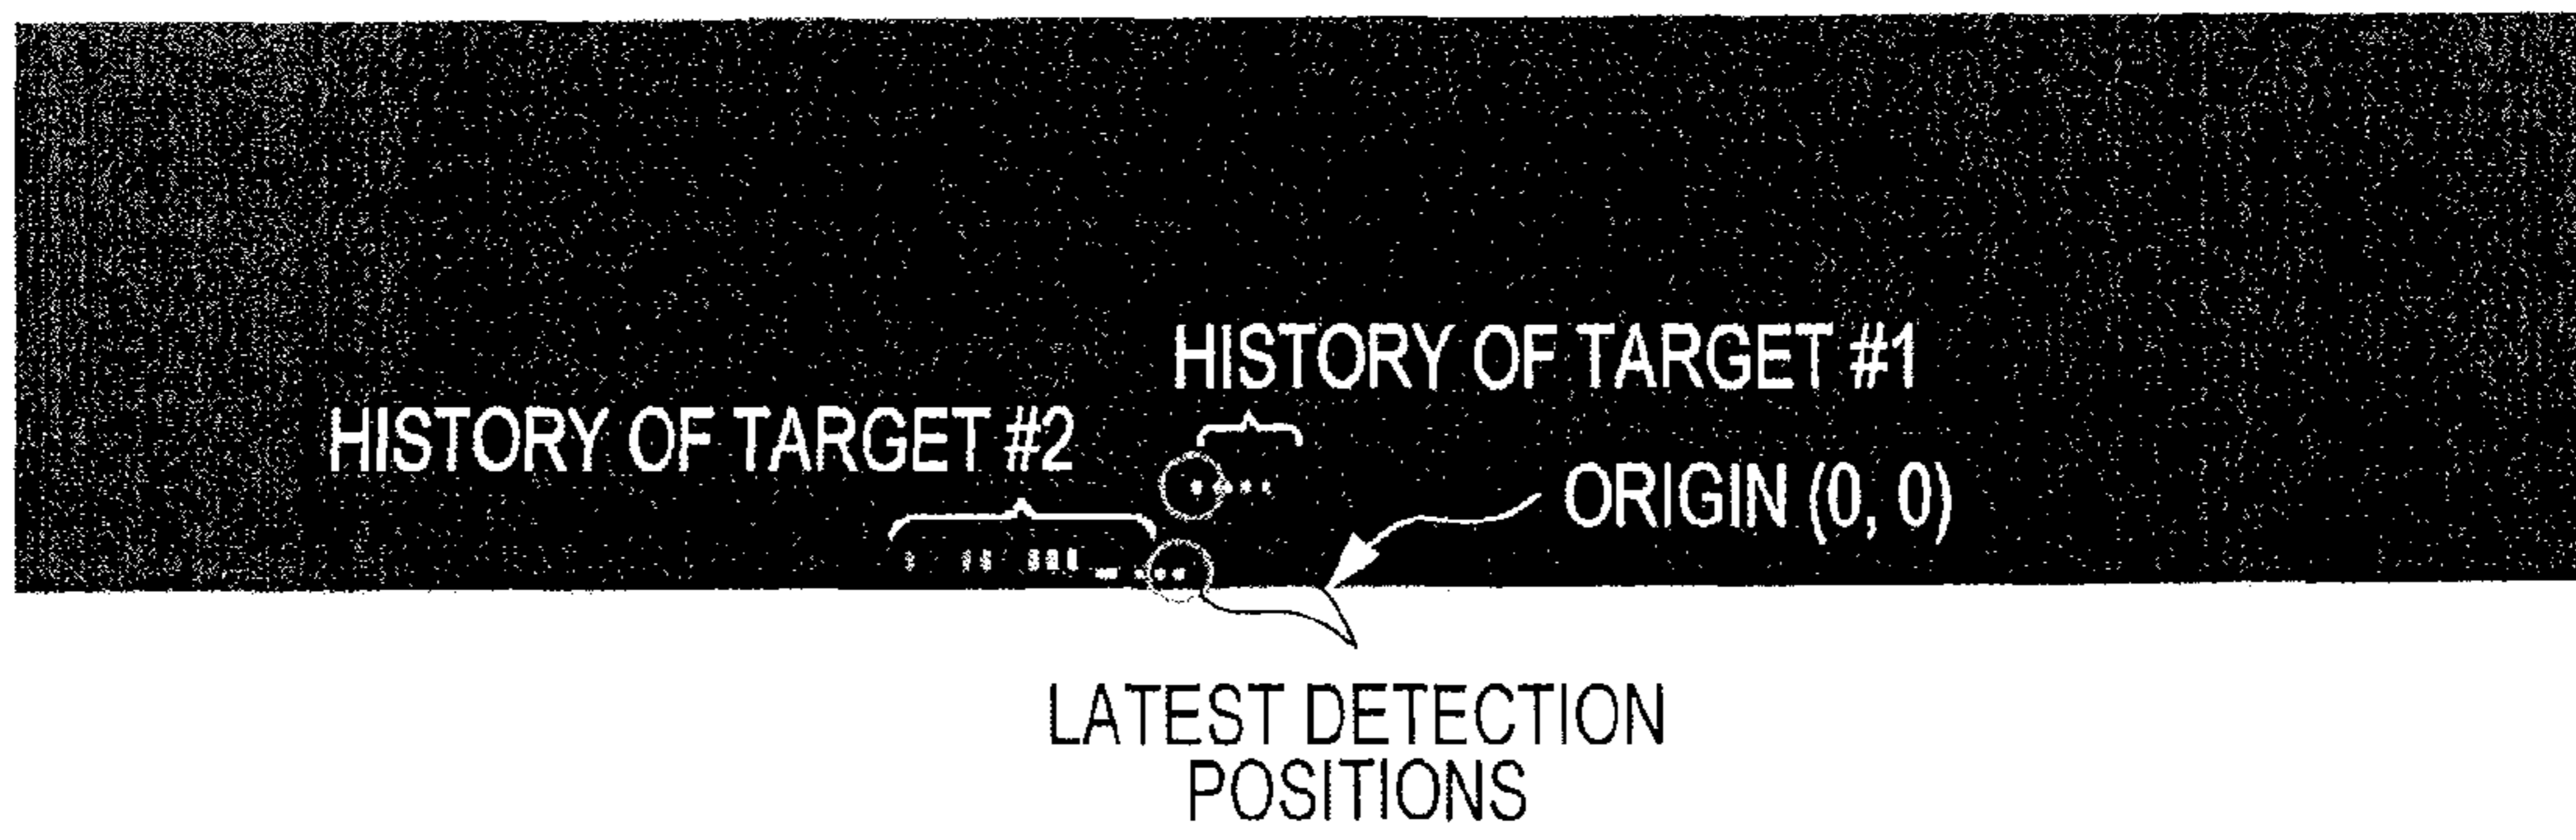 HISTORY OF TARGET #1
HISTORY OF TARGET #2
ORIGIN (0, 0)
LATEST DETECTION
POSITIONS